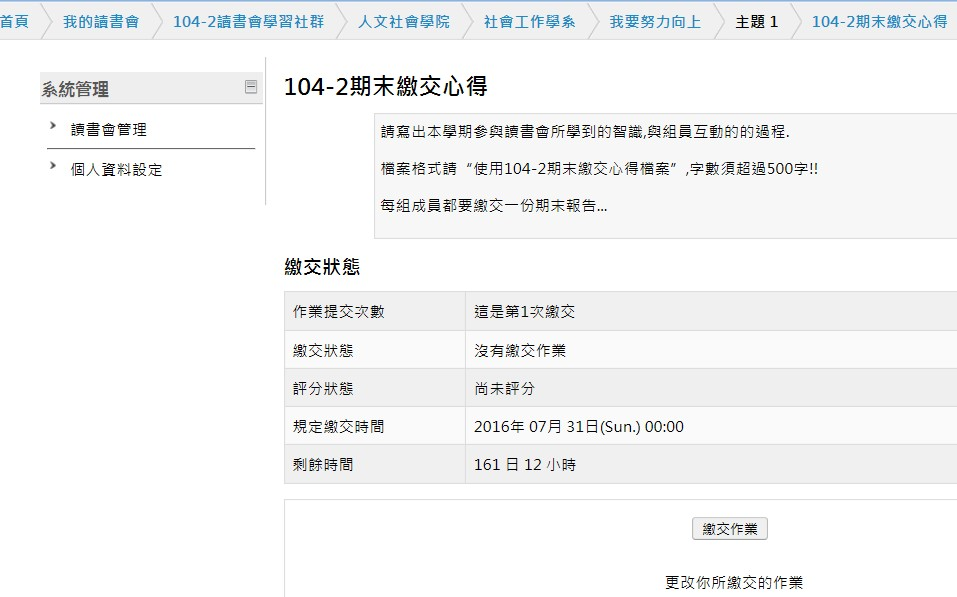 首頁 我的讀書會 104-2讀書會學習社群 人文社會學院 社會工作學系 我要努力向上 主題 1 104-2期末繳交心得
系統管理
讀書會管理
個人資料設定
104-2期末繳交心得
請寫出本學期參與讀書會所學到的智識,與組員互動的的過程.
檔案格式請“使用104-2期末繳交心得檔案”,字數須超過500字!!
每組成員都要繳交一份期末報告...
繳交狀態
作業提交次數 這是第1次繳交
繳交狀態 沒有繳交作業
評分狀態 尚未評分
規定繳交時間 2016年 07月 31日(Sun.) 00:00
剩餘時間 161 日 12 小時
繳交作業
更改你所繳交的作業